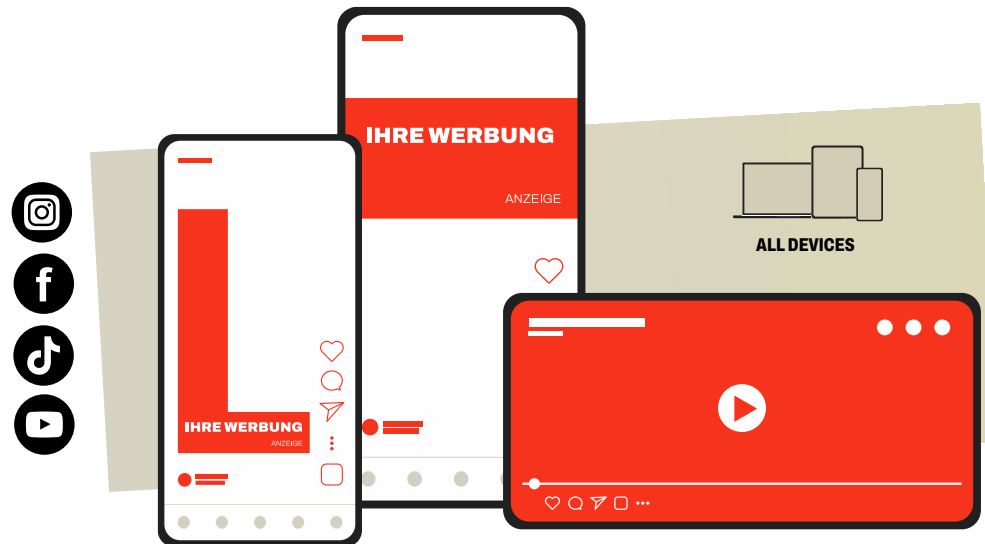 IHRE WERBUNG
ANZEIGE
ALL DEVICES
IHRE WERBUNG
ANZEIGE